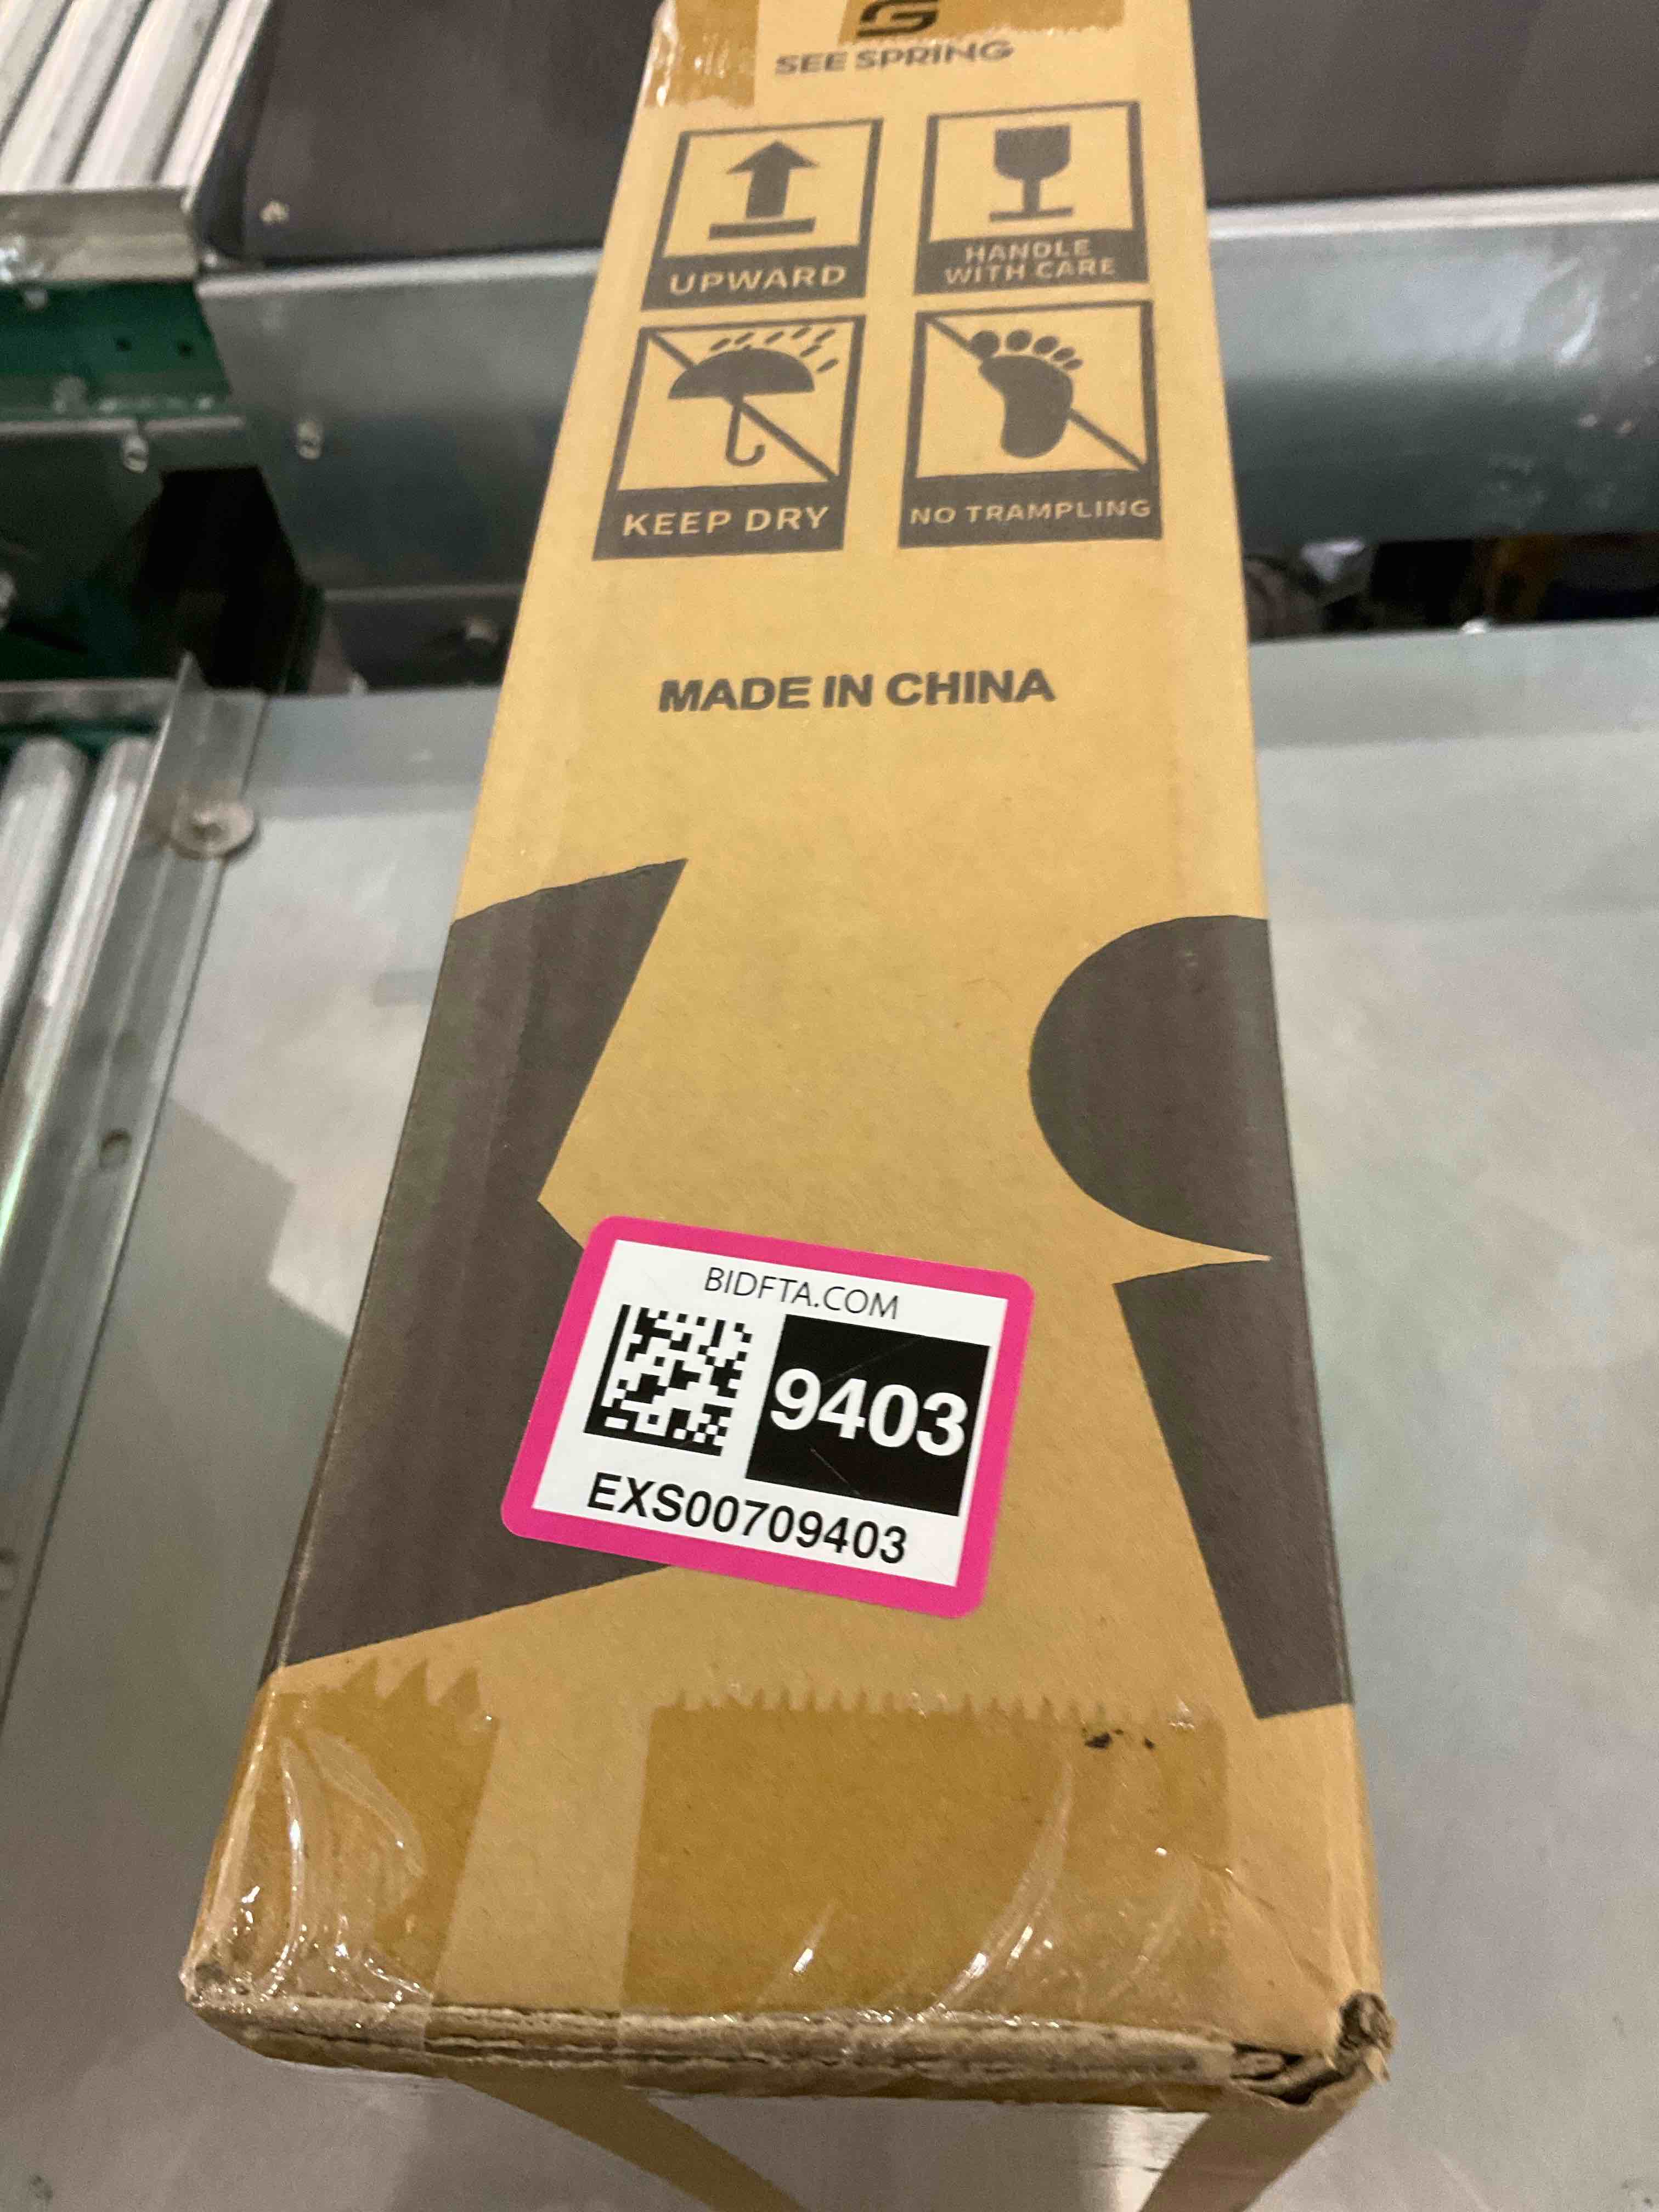 SEE SPRING
UPWARD
HANDLE
WITH CARE
KEEP DRY
NO TRAMPLING
MADE IN CHINA
BIDFTA.COM
9403
EXS00709403